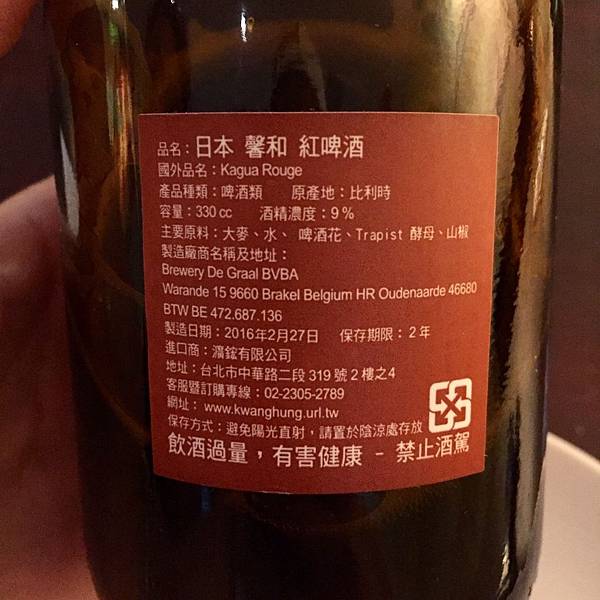 品名：日本 馨和 紅啤酒
國外品名：Kagua Rouge
產品種類：啤酒類 原產地：比利時
容量：330 cc 酒精濃度：9%
主要原料：大麥、水、 啤酒花、Trapist 酵母、山椒
製造廠商名稱及地址：
Brewery De Graal BVBA
Warande 15 9660 Brakel Belgium HR Oudenaarde 46680
BTW BE 472.687.136
製造日期：2016年2月27日 保存期限：2 年
進口商：灥鋐有限公司
地址：台北市中華路二段 319 號 2 樓之4
客服暨訂購專線：02-2305-2789
網址： www.kwanghung.url.tw
保存方式：避免陽光直射，請置於陰涼處存放
飲酒過量，有害健康 - 禁止酒駕